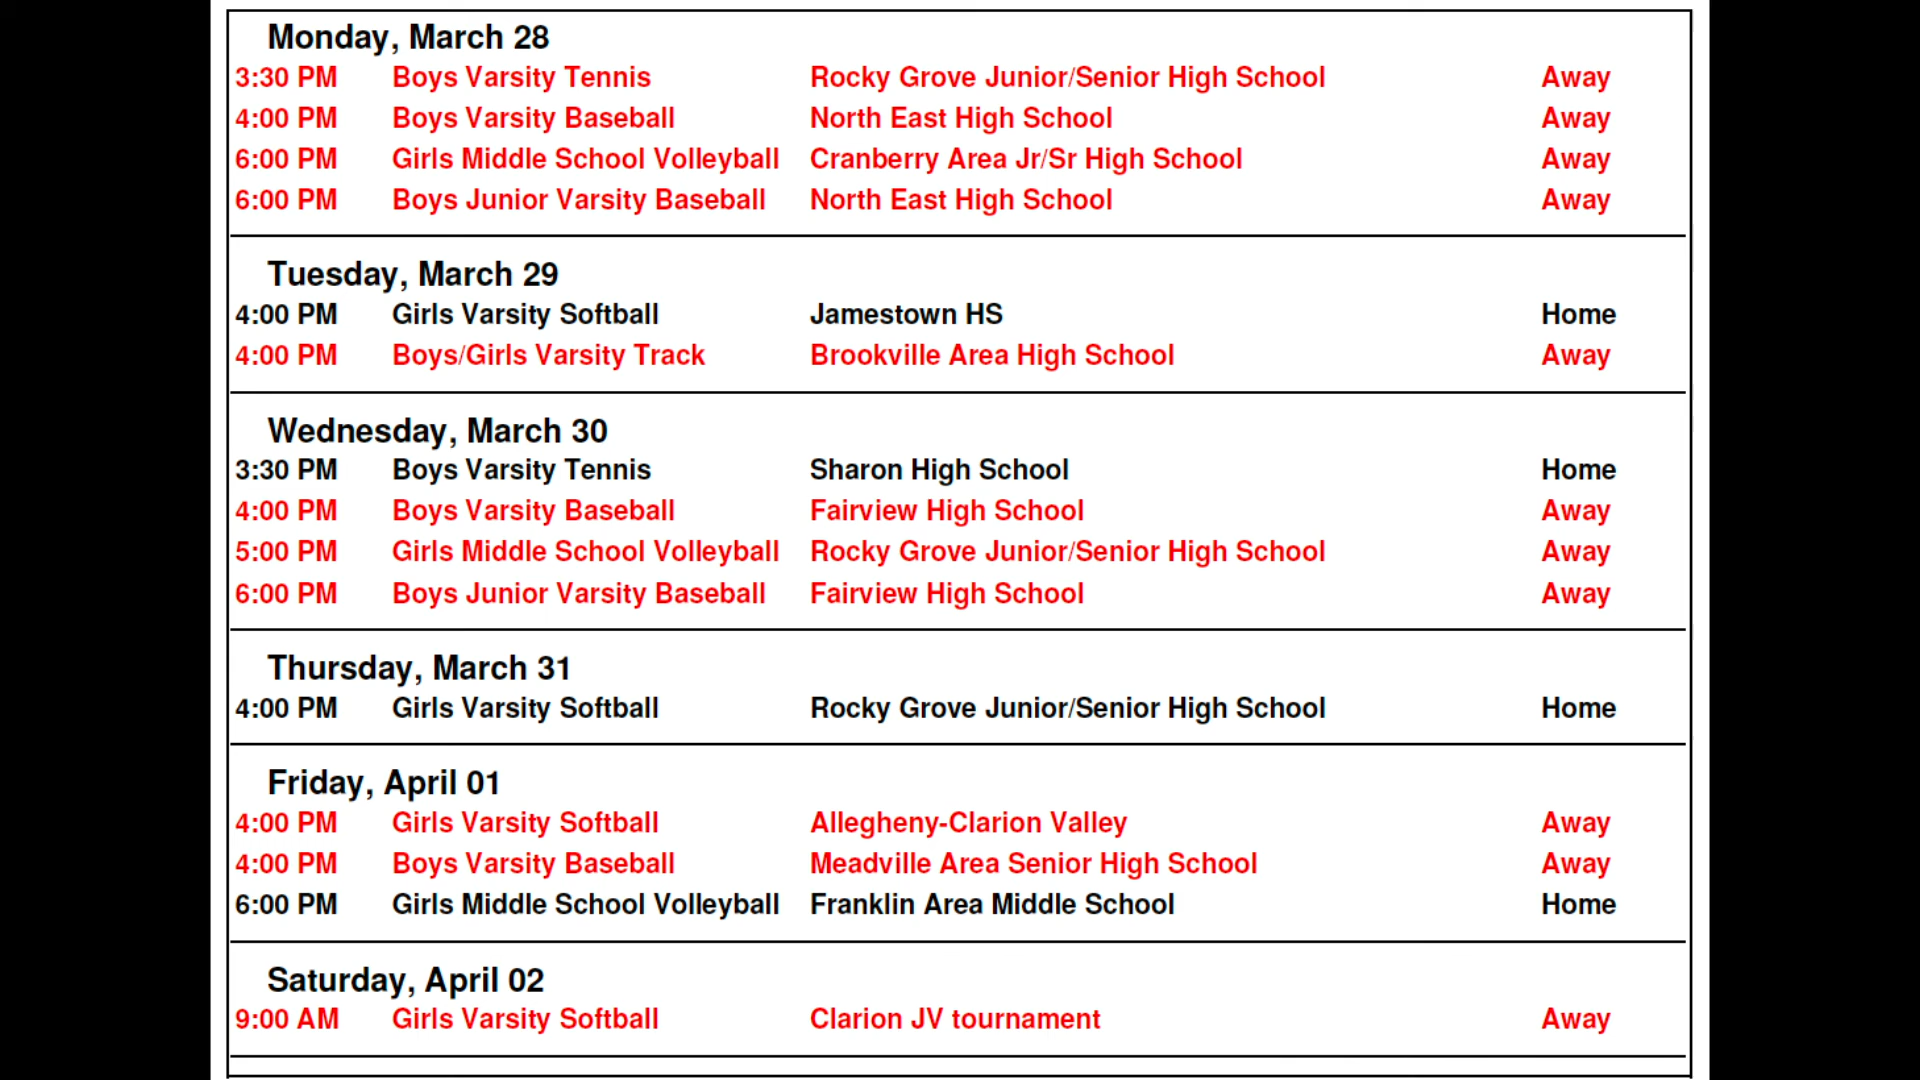 Monday, March 28
3:30 PM Boys Varsity Tennis Rocky Grove Junior/Senior High School Away
4:00 PM Boys Varsity Baseball North East High School Away
6:00 PM Girls Middle School Volleyball Cranberry Area Jr/Sr High School Away
6:00 PM Boys Junior Varsity Baseball North East High School Away
Tuesday, March 29
4:00 PM Girls Varsity Softball Jamestown HS Home
4:00 PM Boys/Girls Varsity Track Brookville Area High School Away
Wednesday, March 30
3:30 PM Boys Varsity Tennis Sharon High School Home
4:00 PM Boys Varsity Baseball Fairview High School Away
5:00 PM Girls Middle School Volleyball Rocky Grove Junior/Senior High School Away
6:00 PM Boys Junior Varsity Baseball Fairview High School Away
Thursday, March 31
4:00 PM Girls Varsity Softball Rocky Grove Junior/Senior High School Home
Friday, April 01
4:00 PM Girls Varsity Softball Allegheny-Clarion Valley Away
4:00 PM Boys Varsity Baseball Meadville Area Senior High School Away
6:00 PM Girls Middle School Volleyball Franklin Area Middle School Home
Saturday, April 02
9:00 AM Girls Varsity Softball Clarion JV tournament Away